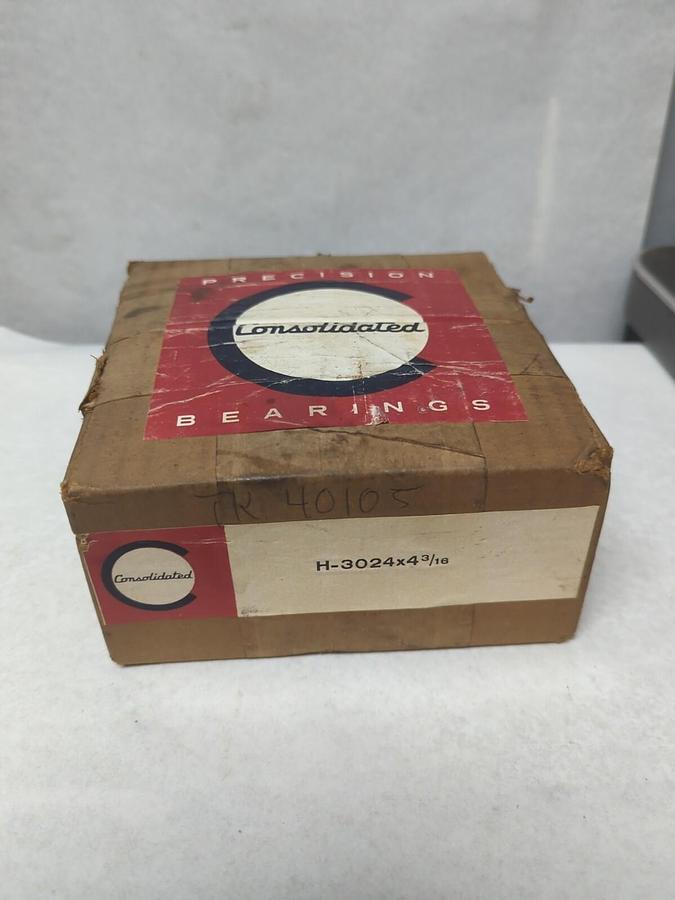 PRECISION
Consolidated
BEARINGS
TK 40105
Consolidated
H-3024x4 3/16